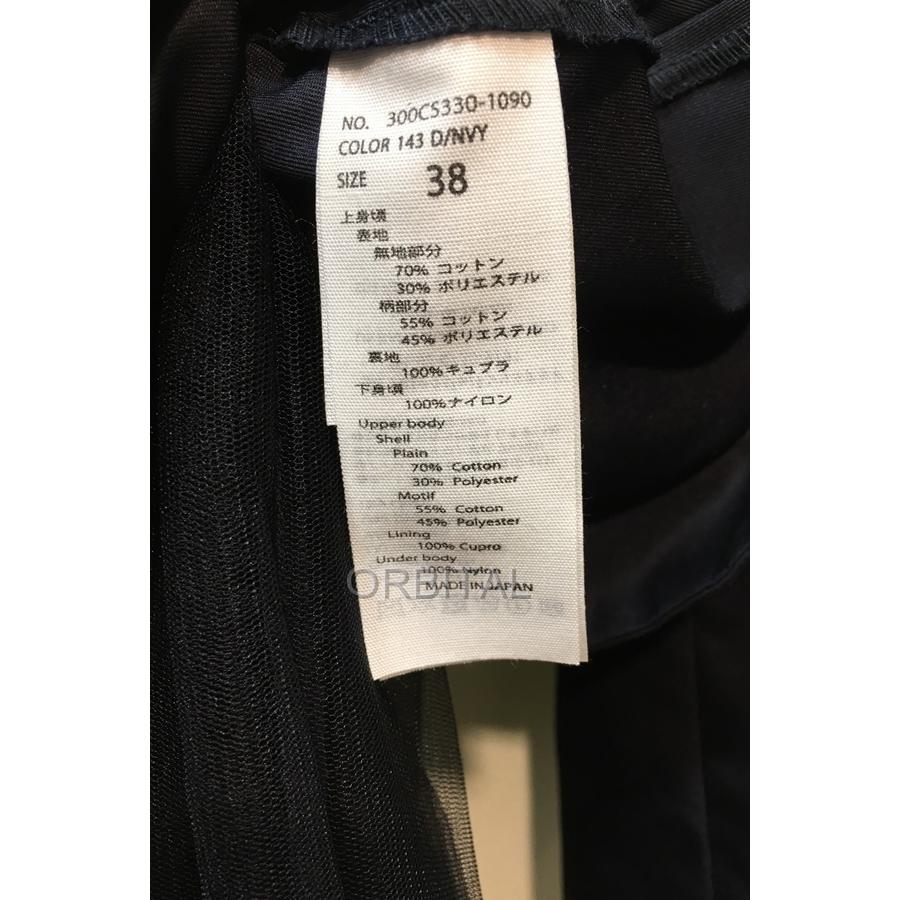 NO. 300CS330-1090
COLOR 143 D/NVY
SIZE 38
上身頃
表地
無地部分
70% コットン
30% ポリエステル
柄部分
55% コットン
45% ポリエステル
裏地
100% キュプラ
下身頃
100% ナイロン
Upper body
Shell
Plain
70% Cotton
30% Polyester
Motif
55% Cotton
45% Polyester
Lining
100% Cupro
Under body
100% Nylon
ORBITAL
MADE IN JAPAN